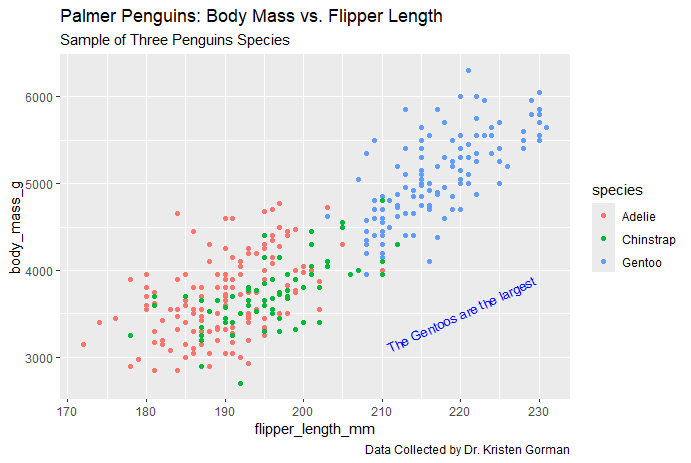 Palmer Penguins: Body Mass vs. Flipper Length
Sample of Three Penguins Species
6000
5000
4000
3000
body_mass_g
170
180
190
200
210
220
230
flipper_length_mm
The Gentoos are the largest
species
Adelie
Chinstrap
Gentoo
Data Collected by Dr. Kristen Gorman